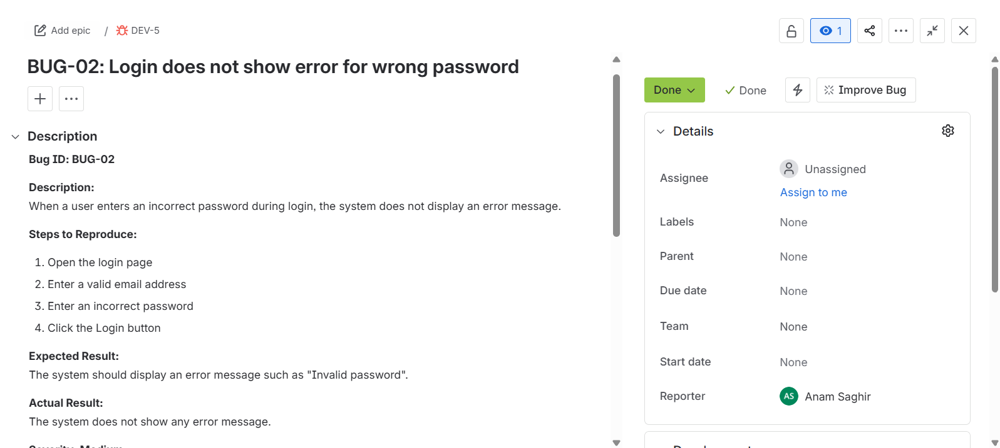 Add epic / DEV-5
1
BUG-02: Login does not show error for wrong password
Done
Done
Improve Bug
Description
Bug ID: BUG-02
Description:
When a user enters an incorrect password during login, the system does not display an error message.
Steps to Reproduce:
1. Open the login page
2. Enter a valid email address
3. Enter an incorrect password
4. Click the Login button
Expected Result:
The system should display an error message such as "Invalid password".
Actual Result:
The system does not show any error message.
Severity: Medium
Details
Assignee
Unassigned
Assign to me
Labels
None
Parent
None
Due date
None
Team
None
Start date
None
Reporter
AS Anam Saghir
Development